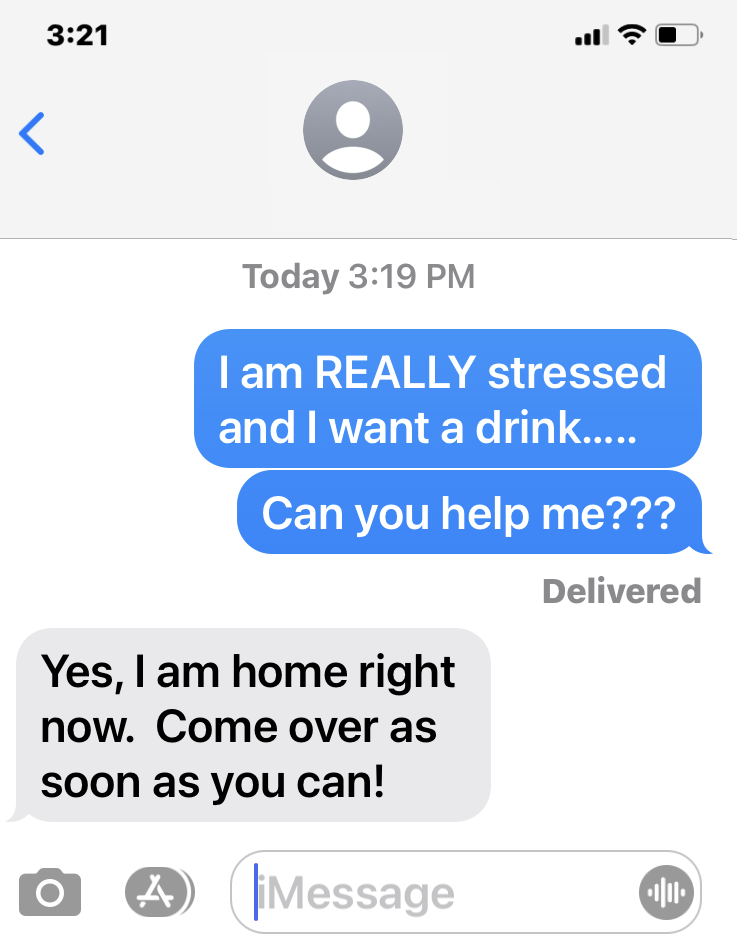 3:21
Today 3:19 PM
I am REALLY stressed
and I want a drink.....
Can you help me???
Delivered
Yes, I am home right
now.  Come over as
soon as you can!
iMessage